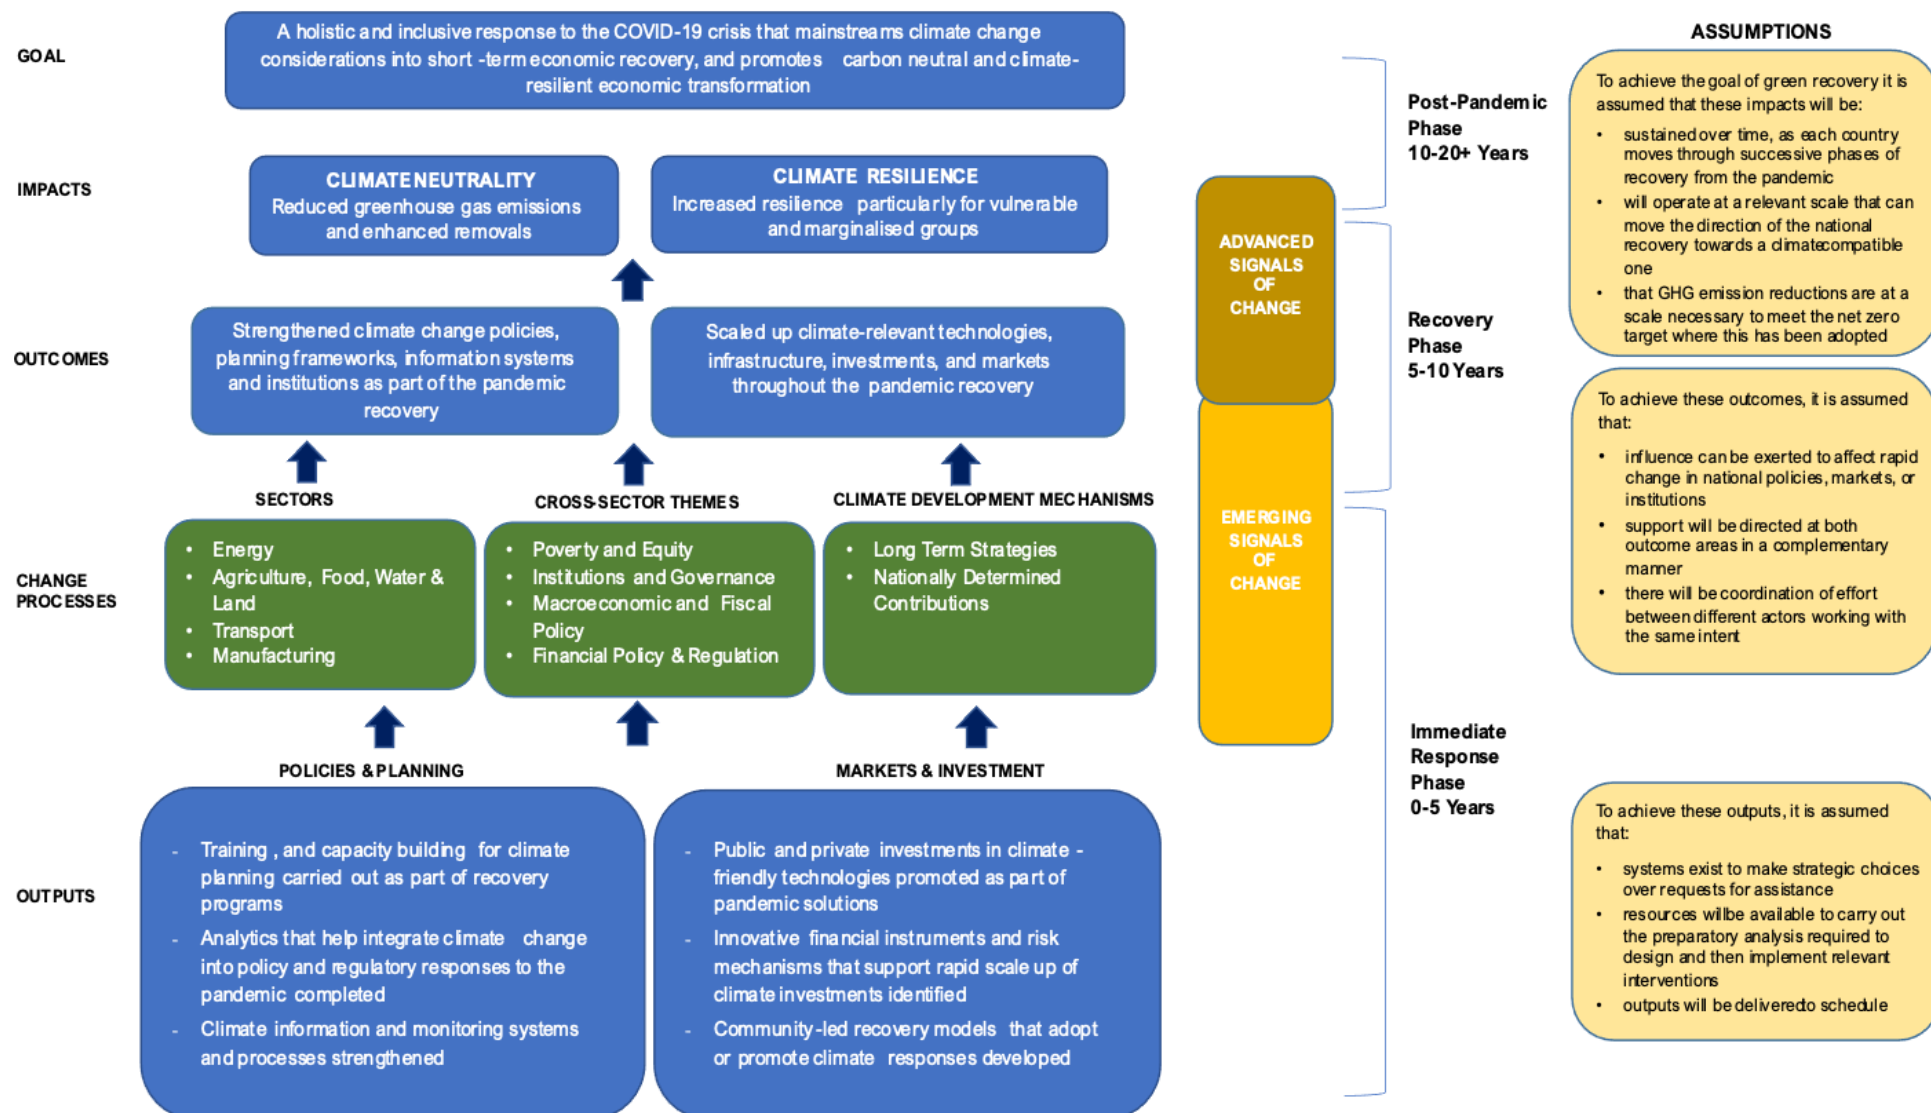 GOAL
A holistic and inclusive response to the COVID-19 crisis that mainstreams climate change
considerations into short -term economic recovery, and promotes carbon neutral and climate-
resilient economic transformation
IMPACTS
CLIMATE NEUTRALITY
Reduced greenhouse gas emissions
and enhanced removals
CLIMATE RESILIENCE
Increased resilience particularly for vulnerable
and marginalised groups
OUTCOMES
Strengthened climate change policies,
planning frameworks, information systems
and institutions as part of the pandemic
recovery
Scaled up climate-relevant technologies,
infrastructure, investments, and markets
throughout the pandemic recovery
CHANGE
PROCESSES
SECTORS
• Energy
• Agriculture, Food, Water &
Land
• Transport
• Manufacturing
CROSS-SECTOR THEMES
• Poverty and Equity
• Institutions and Governance
• Macroeconomic and Fiscal
Policy
• Financial Policy & Regulation
CLIMATE DEVELOPMENT MECHANISMS
• Long Term Strategies
• Nationally Determined
Contributions
OUTPUTS
POLICIES & PLANNING
- Training , and capacity building for climate
planning carried out as part of recovery
programs
- Analytics that help integrate climate change
into policy and regulatory responses to the
pandemic completed
- Climate information and monitoring systems
and processes strengthened
MARKETS & INVESTMENT
- Public and private investments in climate -
friendly technologies promoted as part of
pandemic solutions
- Innovative financial instruments and risk
mechanisms that support rapid scale up of
climate investments identified
- Community-led recovery models that adopt
or promote climate responses developed
ADVANCED
SIGNALS
OF
CHANGE
EMERGING
SIGNALS
OF
CHANGE
Post-Pandemic
Phase
10-20+ Years
Recovery
Phase
5-10 Years
Immediate
Response
Phase
0-5 Years
ASSUMPTIONS
To achieve the goal of green recovery it is
assumed that these impacts will be:
• sustained over time, as each country
moves through successive phases of
recovery from the pandemic
• will operate at a relevant scale that can
move the direction of the national
recovery towards a climatecompatible
one
• that GHG emission reductions are at a
scale necessary to meet the net zero
target where this has been adopted
To achieve these outcomes, it is assumed
that:
• influence can be exerted to affect rapid
change in national policies, markets, or
institutions
• support will be directed at both
outcome areas in a complementary
manner
• there will be coordination of effort
between different actors working with
the same intent
To achieve these outputs, it is assumed
that:
• systems exist to make strategic choices
over requests for assistance
• resources willbe available to carry out
the preparatory analysis required to
design and then implement relevant
interventions
• outputs will be deliveredto schedule